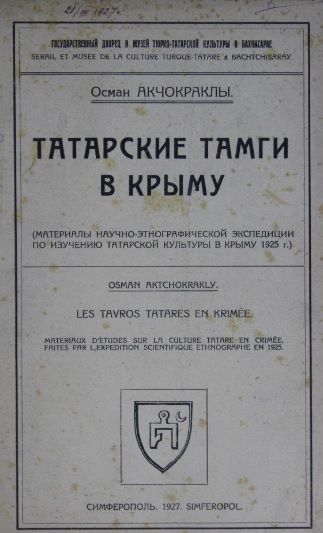 2/III 1927 г.
ГОСУДАРСТВЕННЫЙ ДВОРЕЦ И МУЗЕЙ ТЮРКО-ТАТАРСКОЙ КУЛЬТУРЫ В БАХЧИСАРАЕ
SERAIL ET MUSÉE DE LA CULTURE TURQUE-TATARE à BACHTCHISARAY.
Осман АКЧОКРАКЛЫ.
ТАТАРСКИЕ ТАМГИ
В КРЫМУ
(МАТЕРИАЛЫ НАУЧНО-ЭТНОГРАФИЧЕСКОЙ ЭКСПЕДИЦИИ
ПО ИЗУЧЕНИЮ ТАТАРСКОЙ КУЛЬТУРЫ В КРЫМУ 1925 г.).
OSMAN AKTCHOKRAKLY.
LES TAVROS TATARES EN KRIMÉE.
MATERIAUX D'ETUDES SUR LA CULTURE TATARE EN CRIMÉE,
FAITES PAR L'EXPEDITION SCIENTIFIQUE ETHNOGRAPHE EN 1925.
СИМФЕРОПОЛЬ. 1927. SIMFEROPOL.